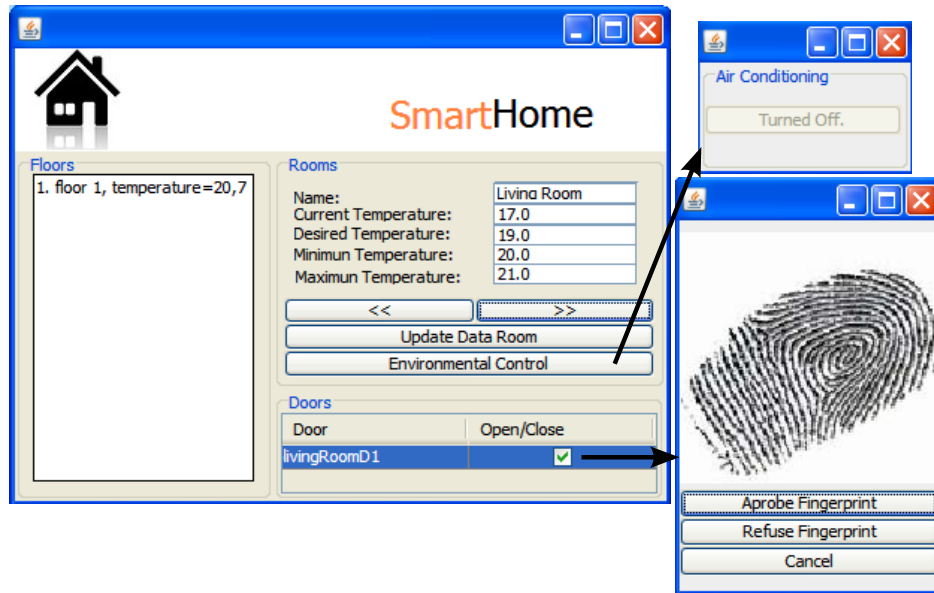 SmartHome
Floors
1. floor 1, temperature=20,7
Rooms
Name: Living Room
Current Temperature: 17.0
Desired Temperature: 19.0
Minimun Temperature: 20.0
Maximun Temperature: 21.0
<< >>
Update Data Room
Environmental Control
Doors
Door Open/Close
livingRoomD1
Air Conditioning
Turned Off.
Aprobe Fingerprint
Refuse Fingerprint
Cancel